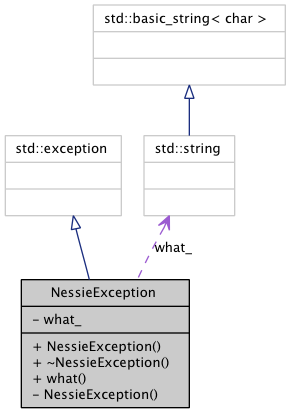 std::basic_string< char >
std::exception
std::string
what_
NessieException
– what_
+ NessieException()
+ ~NessieException()
+ what()
– NessieException()